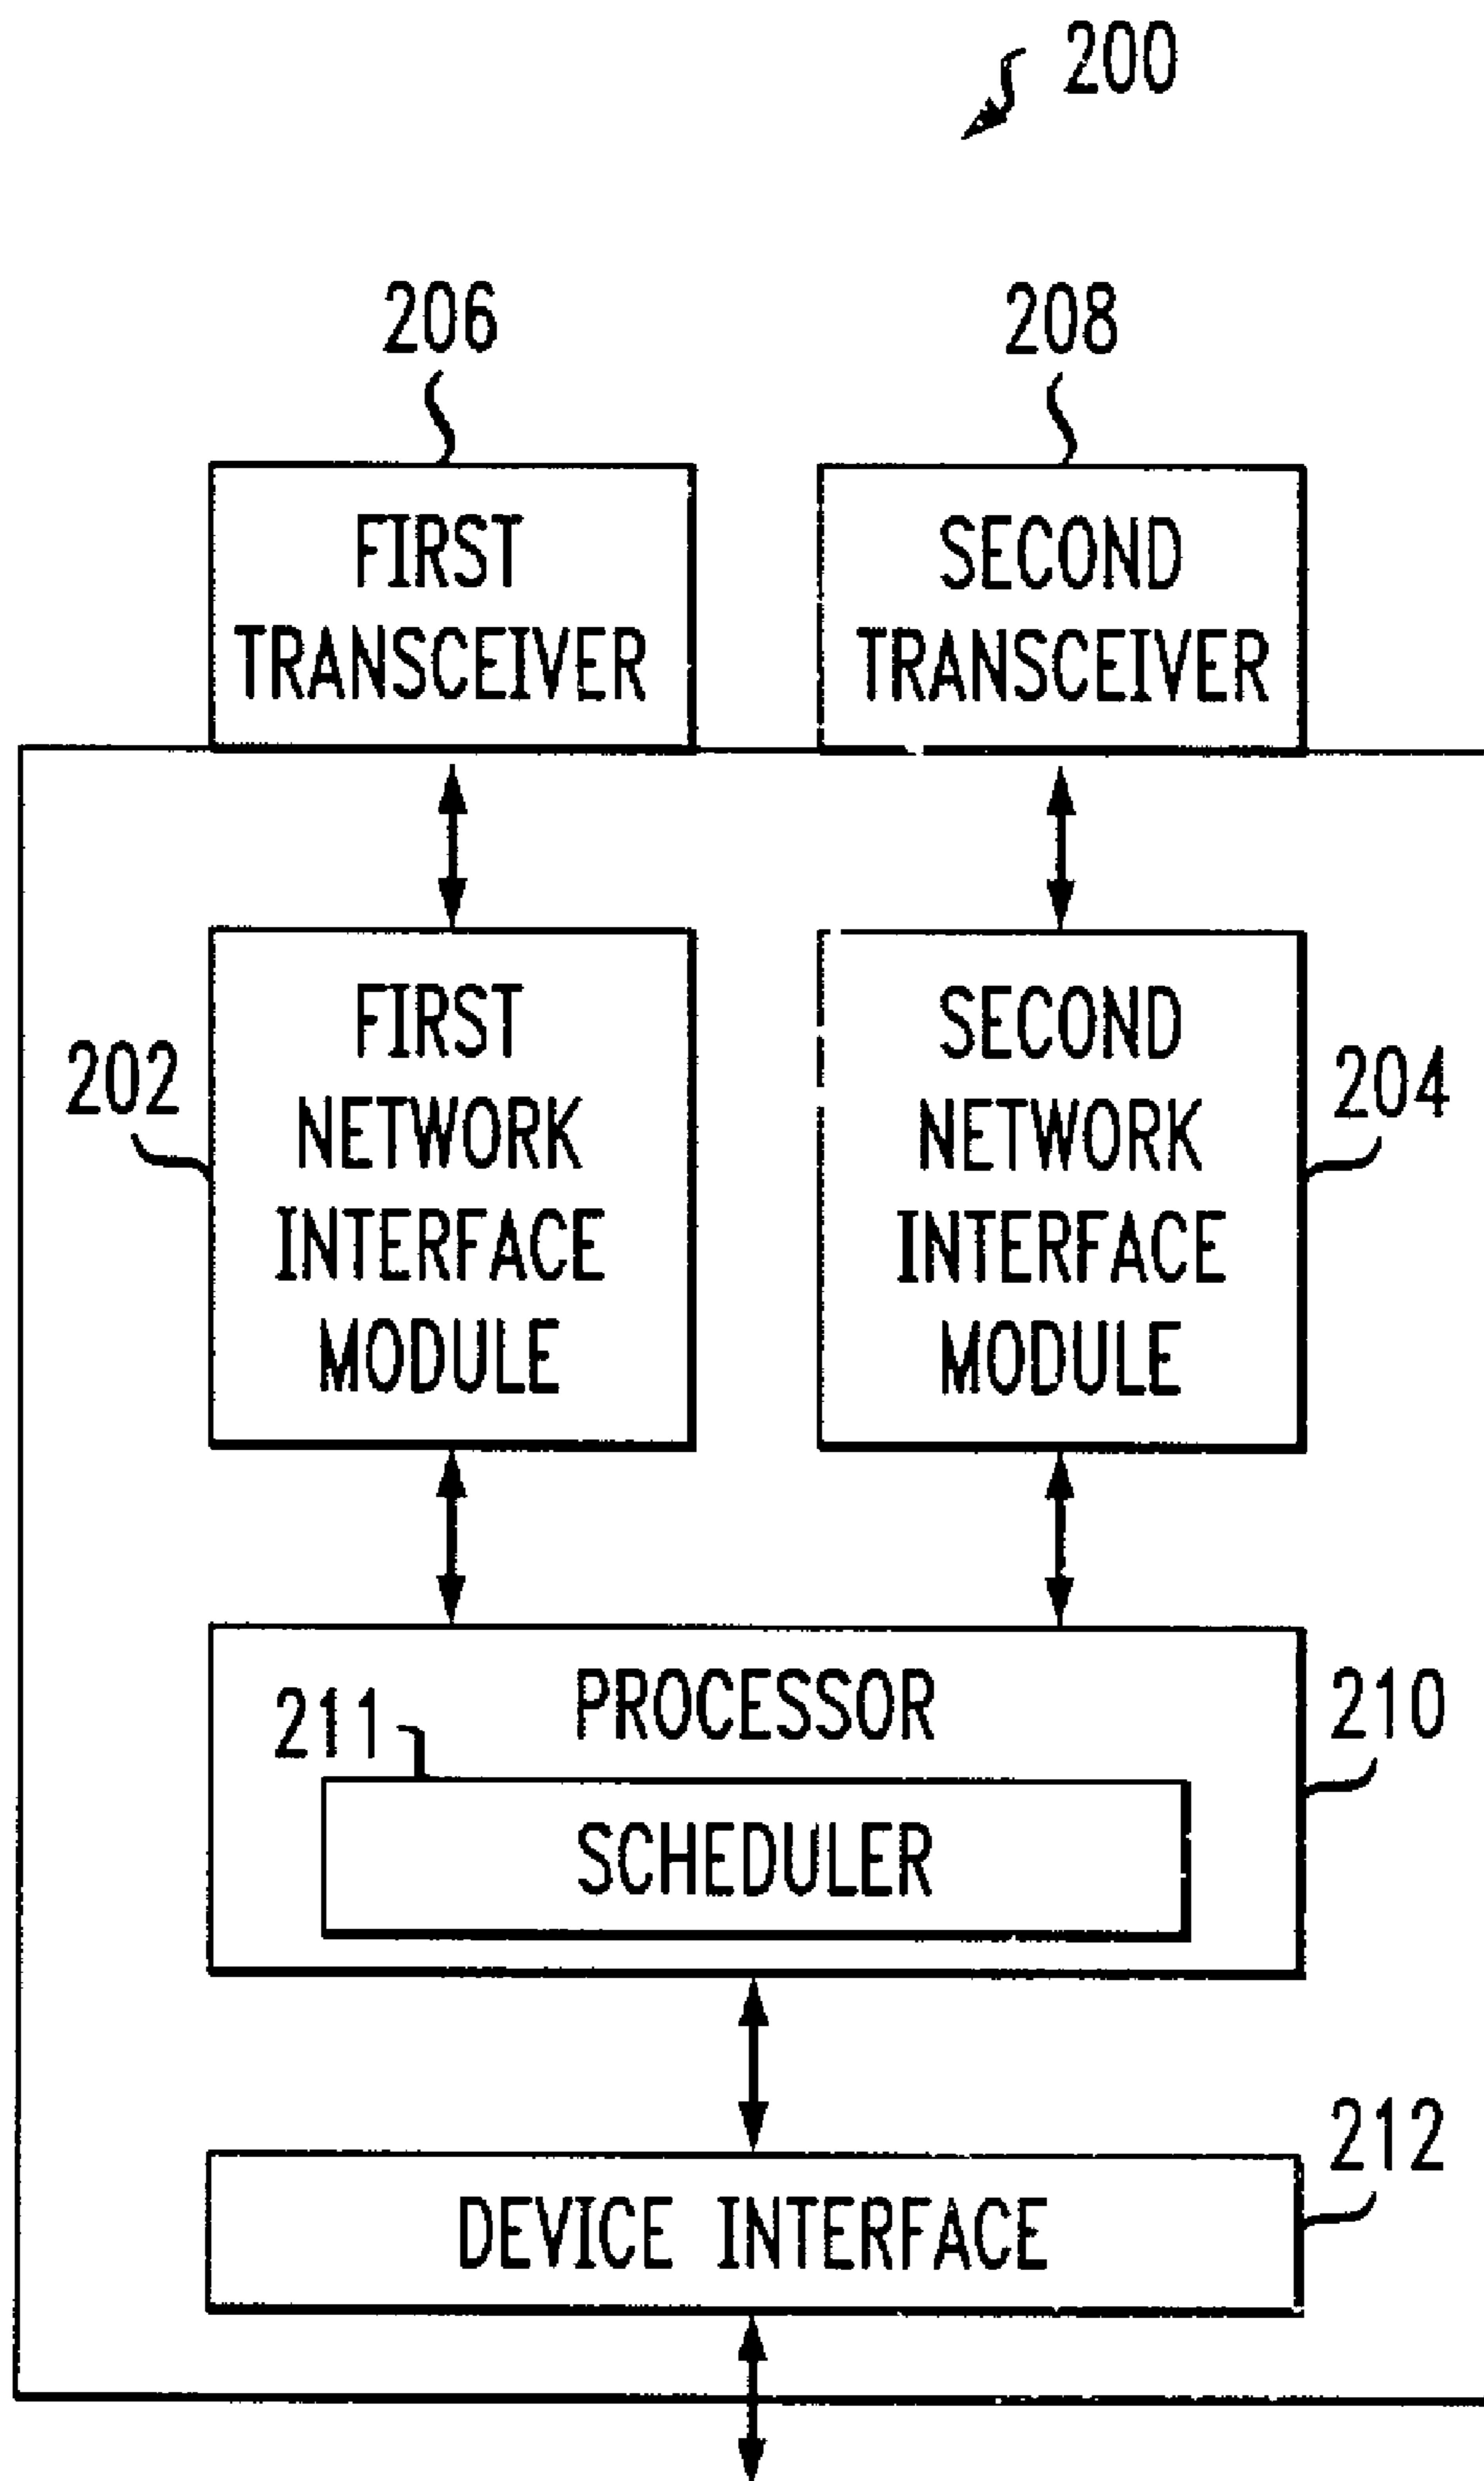 200
206
208
FIRST
TRANSCEIVER
SECOND
TRANSCEIVER
202
FIRST
NETWORK
INTERFACE
MODULE
SECOND
NETWORK
INTERFACE
MODULE
204
PROCESSOR
210
211
SCHEDULER
212
DEVICE INTERFACE